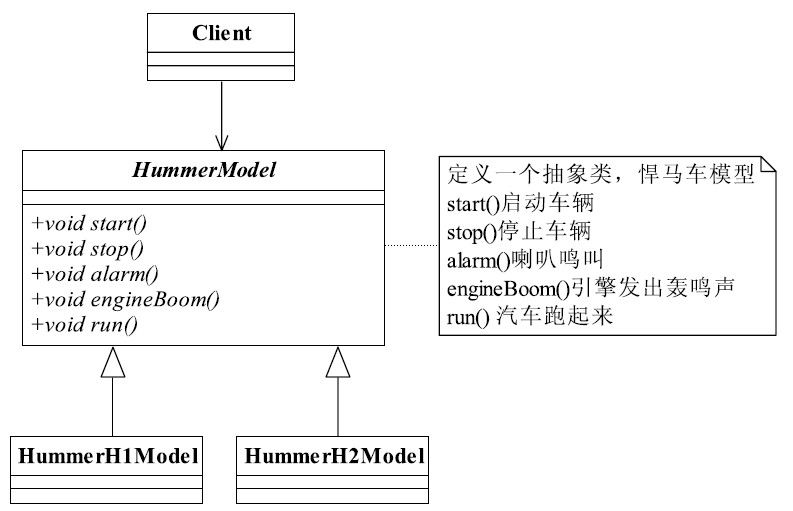 Client
HummerModel
+void start()
+void stop()
+void alarm()
+void engineBoom()
+void run()
定义一个抽象类，悍马车模型
start()启动车辆
stop()停止车辆
alarm()喇叭鸣叫
engineBoom()引擎发出轰鸣声
run() 汽车跑起来
HummerH1Model
HummerH2Model